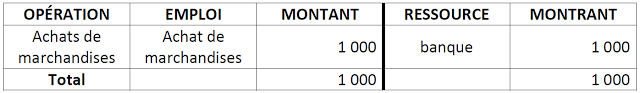 OPÉRATION EMPLOI MONTANT RESSOURCE MONTRANT
Achats de marchandises Achat de marchandises 1 000 banque 1 000
Total 1 000 1 000